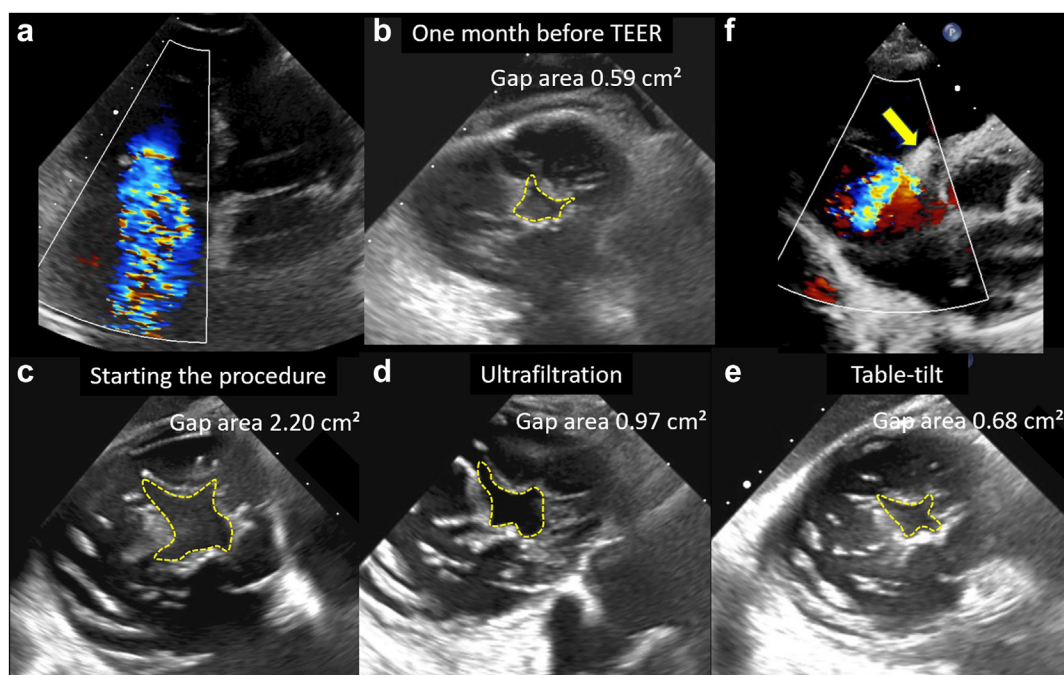 a
b
One month before TEER
Gap area 0.59 cm²
f
P
c
Starting the procedure
Gap area 2.20 cm²
d
Ultrafiltration
Gap area 0.97 cm²
e
Table-tilt
Gap area 0.68 cm²